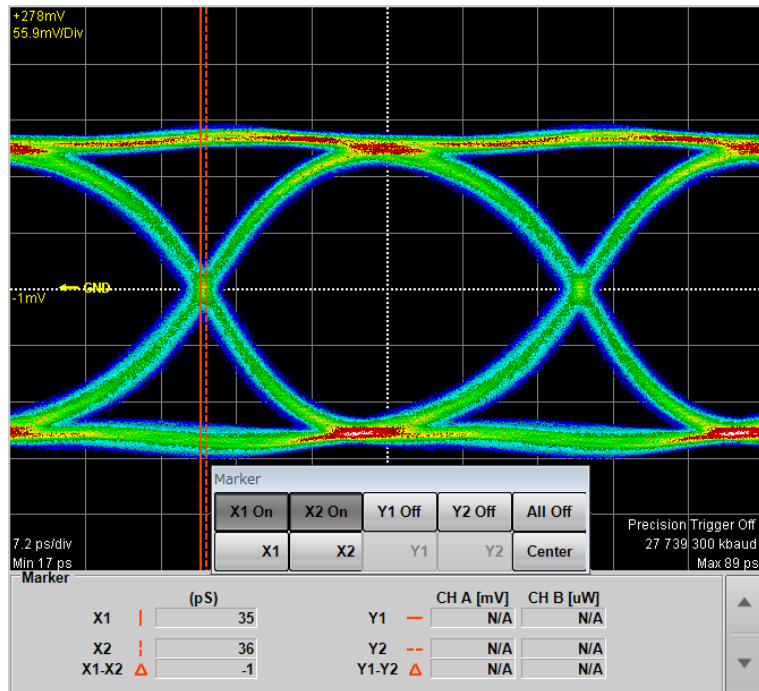 +278mV
55.9mV/Div
GND
-1mV
Marker
X1 On X2 On Y1 Off Y2 Off All Off
X1 X2 Y1 Y2 Center
7.2 ps/div
Min 17 ps
Precision Trigger Off
27 739 300 kbaud
Max 89 ps
Marker
(pS) CH A [mV] CH B [uW]
X1 35 Y1 N/A N/A
X2 36 Y2 N/A N/A
X1-X2 Δ -1 Y1-Y2 Δ N/A N/A